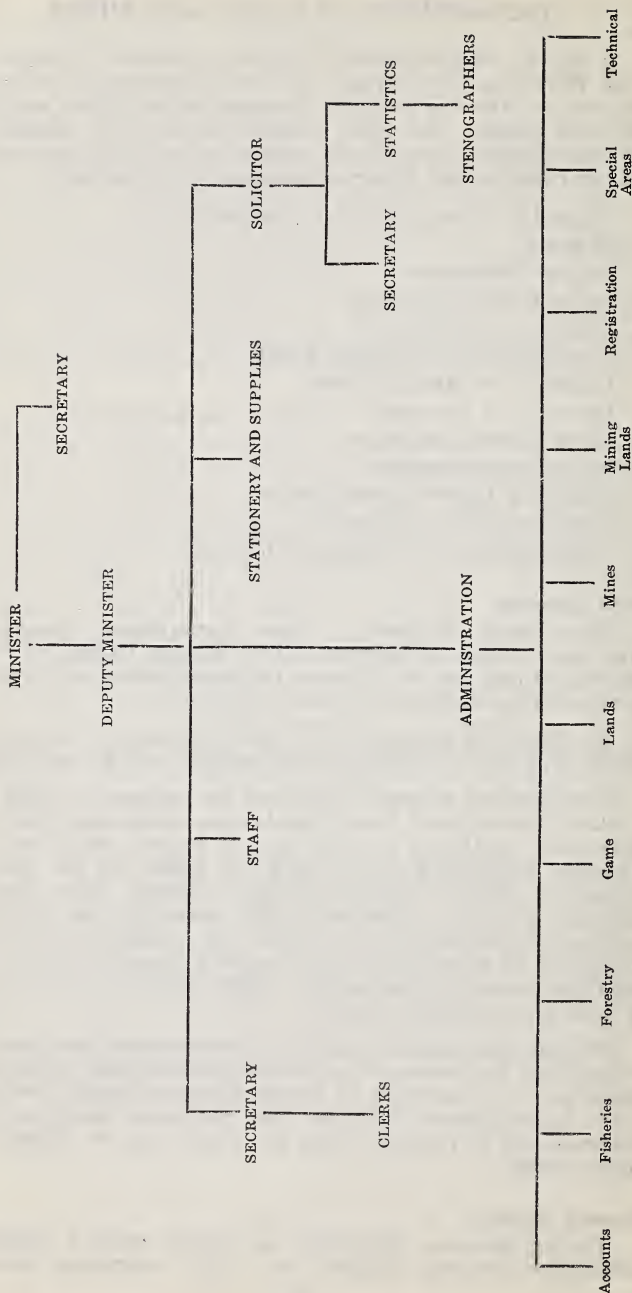 MINISTER
SECRETARY
DEPUTY MINISTER
SECRETARY
STAFF
STATIONERY AND SUPPLIES
SOLICITOR
CLERKS
SECRETARY
STATISTICS
ADMINISTRATION
STENOGRAPHERS
Accounts
Fisheries
Forestry
Game
Lands
Mines
Mining
Lands
Registration
Special
Areas
Technical